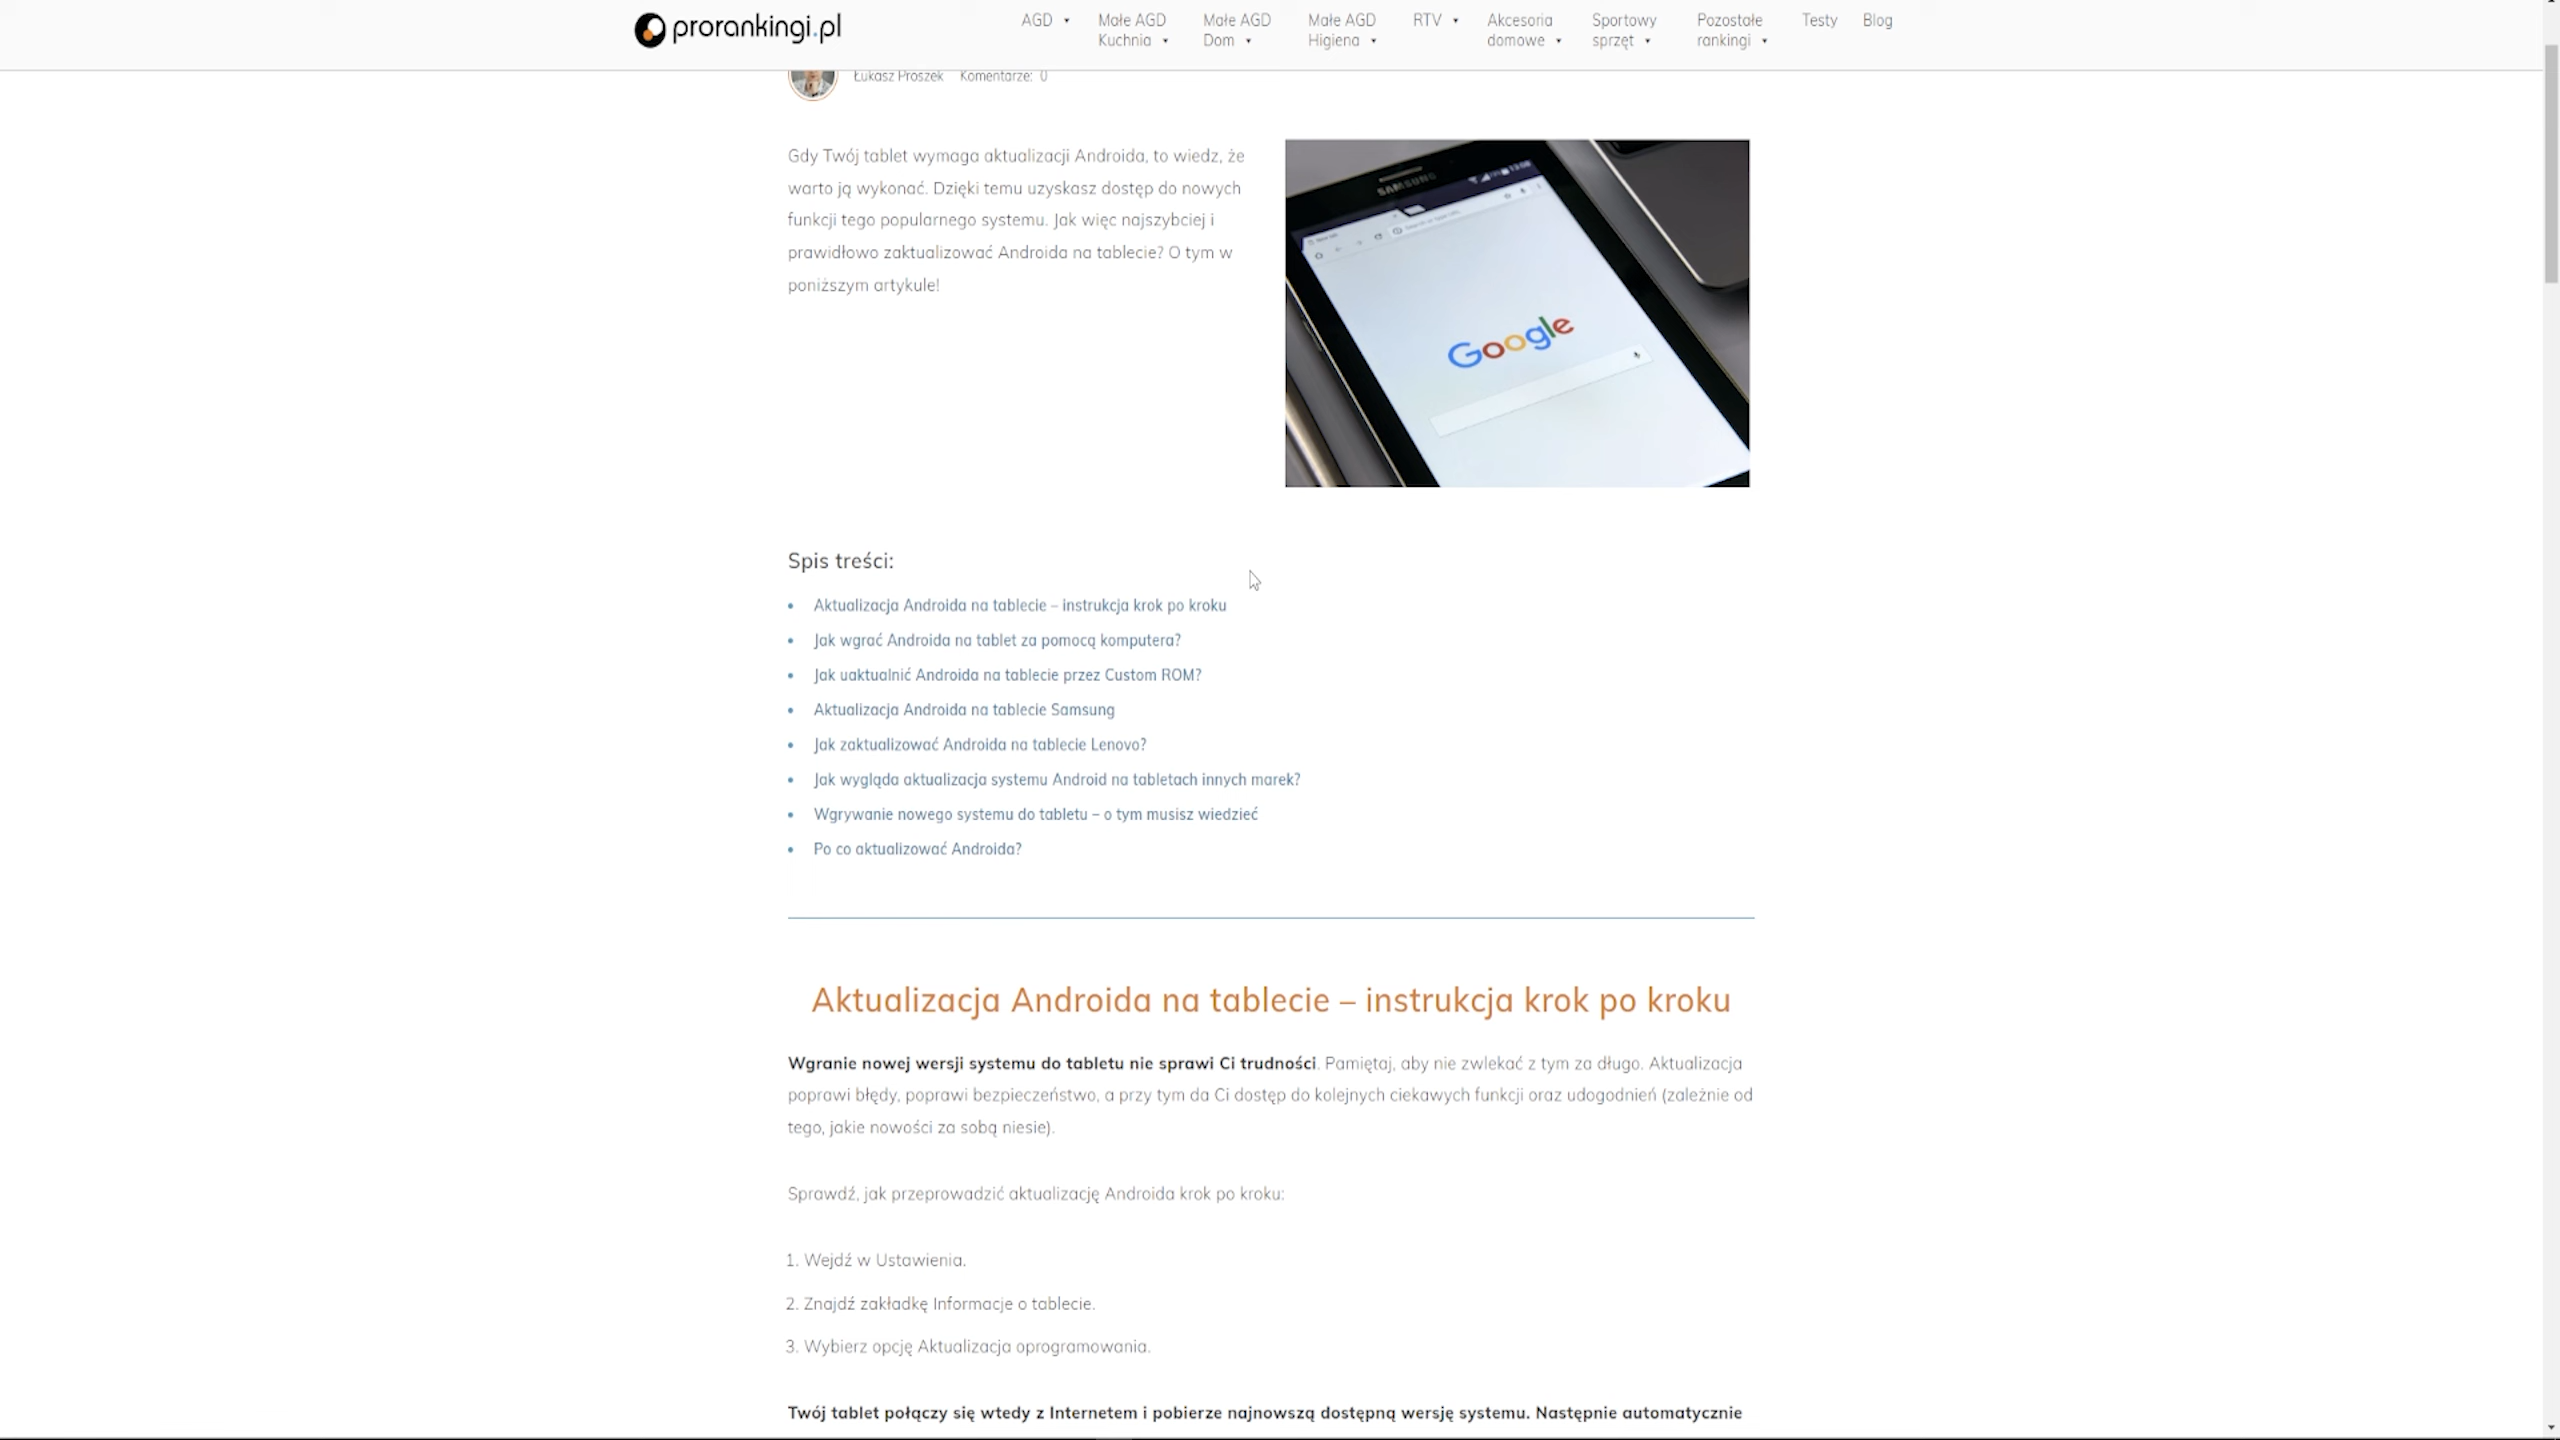 prorankingi.pl
AGD
Małe AGD
Kuchnia
Małe AGD
Dom
Małe AGD
Higiena
RTV
Akcesoria
domowe
Sportowy
sprzęt
Pozostałe
rankingi
Testy
Blog
Łukasz Proszek Komentarze: 0
Gdy Twój tablet wymaga aktualizacji Androida, to wiedz, że
warto ją wykonać. Dzięki temu uzyskasz dostęp do nowych
funkcji tego popularnego systemu. Jak więc najszybciej i
prawidłowo zaktualizować Androida na tablecie? O tym w
poniższym artykule!
SAMSUNG
Google
Spis treści:
• Aktualizacja Androida na tablecie – instrukcja krok po kroku
• Jak wgrać Androida na tablet za pomocą komputera?
• Jak uaktualnić Androida na tablecie przez Custom ROM?
• Aktualizacja Androida na tablecie Samsung
• Jak zaktualizować Androida na tablecie Lenovo?
• Jak wygląda aktualizacja systemu Android na tabletach innych marek?
• Wgrywanie nowego systemu do tabletu – o tym musisz wiedzieć
• Po co aktualizować Androida?
Aktualizacja Androida na tablecie – instrukcja krok po kroku
Wgranie nowej wersji systemu do tabletu nie sprawi Ci trudności. Pamiętaj, aby nie zwlekać z tym za długo. Aktualizacja
poprawi błędy, poprawi bezpieczeństwo, a przy tym da Ci dostęp do kolejnych ciekawych funkcji oraz udogodnień (zależnie od
tego, jakie nowości za sobą niesie).
Sprawdź, jak przeprowadzić aktualizację Androida krok po kroku:
1. Wejdź w Ustawienia.
2. Znajdź zakładkę Informacje o tablecie.
3. Wybierz opcję Aktualizacja oprogramowania.
Twój tablet połączy się wtedy z Internetem i pobierze najnowszą dostępną wersję systemu. Następnie automatycznie